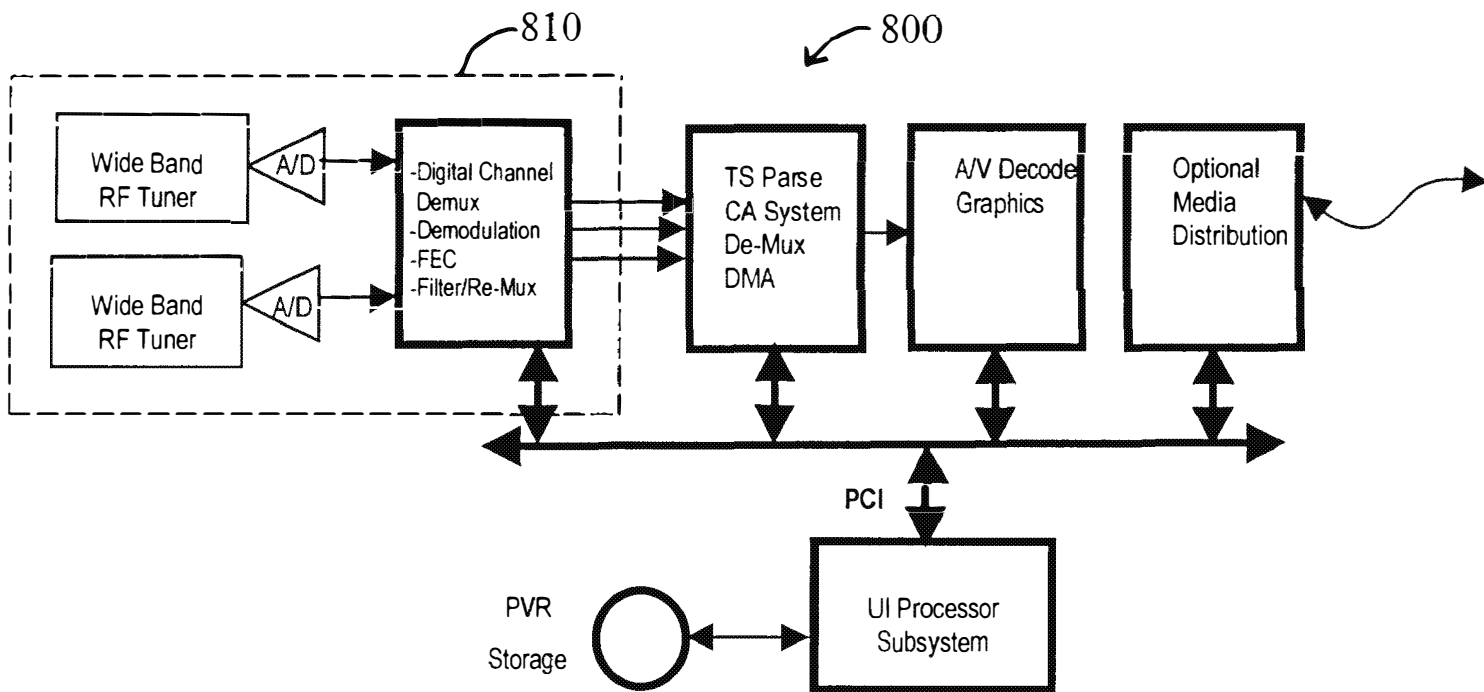 810
800
Wide Band
RF Tuner
A/D
-Digital Channel
Demux
-Demodulation
-FEC
-Filter/Re-Mux
TS Parse
CA System
De-Mux
DMA
A/V Decode
Graphics
Optional
Media
Distribution
Wide Band
RF Tuner
A/D
PCI
PVR
Storage
UI Processor
Subsystem